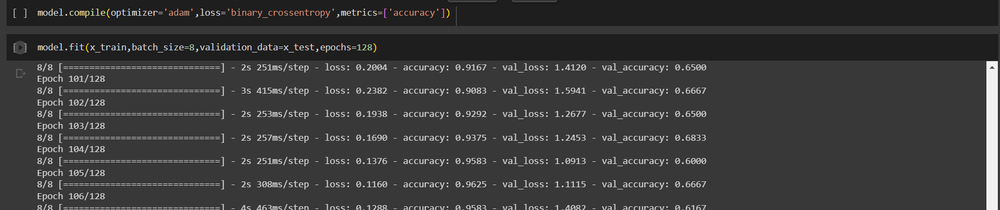 [ ] model.compile(optimizer='adam',loss='binary_crossentropy',metrics=['accuracy'])
[ ] model.fit(x_train,batch_size=8,validation_data=x_test,epochs=128)
8/8 [==============================] - 2s 251ms/step - loss: 0.2004 - accuracy: 0.9167 - val_loss: 1.4120 - val_accuracy: 0.6500
Epoch 101/128
8/8 [==============================] - 3s 415ms/step - loss: 0.2382 - accuracy: 0.9083 - val_loss: 1.5941 - val_accuracy: 0.6667
Epoch 102/128
8/8 [==============================] - 2s 253ms/step - loss: 0.1938 - accuracy: 0.9292 - val_loss: 1.2677 - val_accuracy: 0.6500
Epoch 103/128
8/8 [==============================] - 2s 257ms/step - loss: 0.1690 - accuracy: 0.9375 - val_loss: 1.2453 - val_accuracy: 0.6833
Epoch 104/128
8/8 [==============================] - 2s 251ms/step - loss: 0.1376 - accuracy: 0.9583 - val_loss: 1.0913 - val_accuracy: 0.6000
Epoch 105/128
8/8 [==============================] - 2s 308ms/step - loss: 0.1160 - accuracy: 0.9625 - val_loss: 1.1115 - val_accuracy: 0.6667
Epoch 106/128
8/8 [==============================] - 4s 463ms/step - loss: 0.1288 - accuracy: 0.9583 - val_loss: 1.4082 - val_accuracy: 0.6167